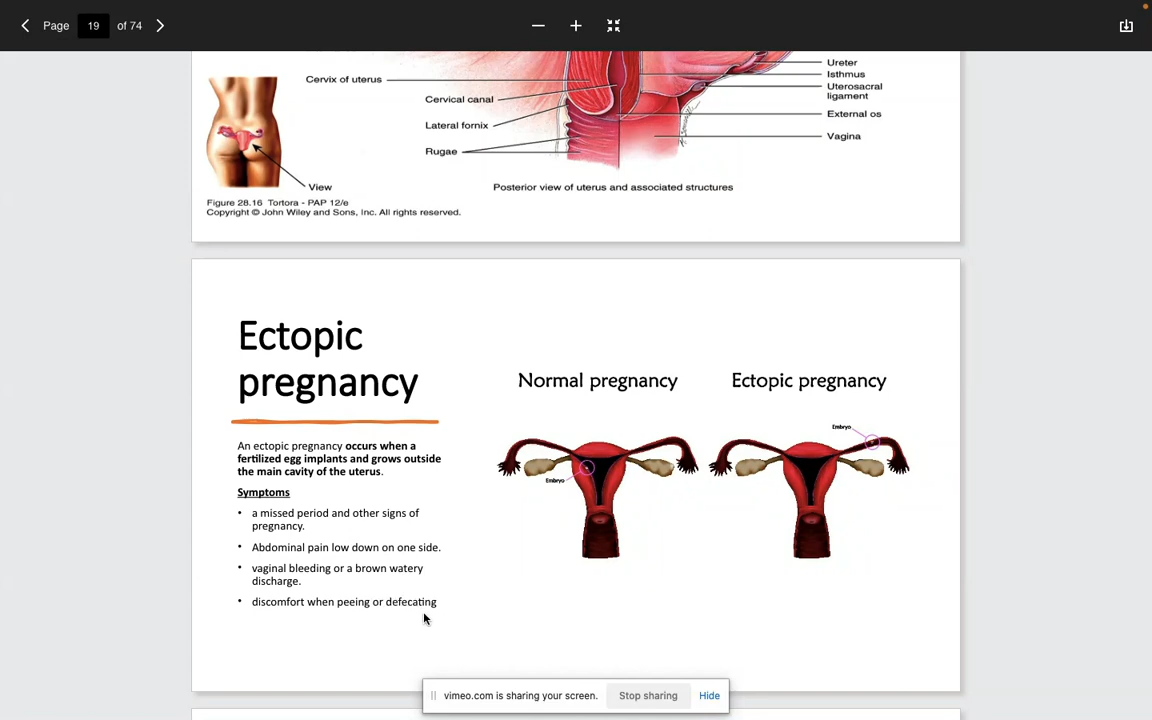 Page 19 of 74
Cervix of uterus
Cervical canal
Lateral fornix
Rugae
Ureter
Isthmus
Uterosacral
ligament
External os
Vagina
View
Posterior view of uterus and associated structures
Figure 28.16 Tortora - PAP 12/e
Copyright © John Wiley and Sons, Inc. All rights reserved.
Ectopic
pregnancy
An ectopic pregnancy occurs when a
fertilized egg implants and grows outside
the main cavity of the uterus.
Symptoms
• a missed period and other signs of
pregnancy.
• Abdominal pain low down on one side.
• vaginal bleeding or a brown watery
discharge.
• discomfort when peeing or defecating
Normal pregnancy
Embryo
Ectopic pregnancy
Embryo
vimeo.com is sharing your screen. Stop sharing Hide